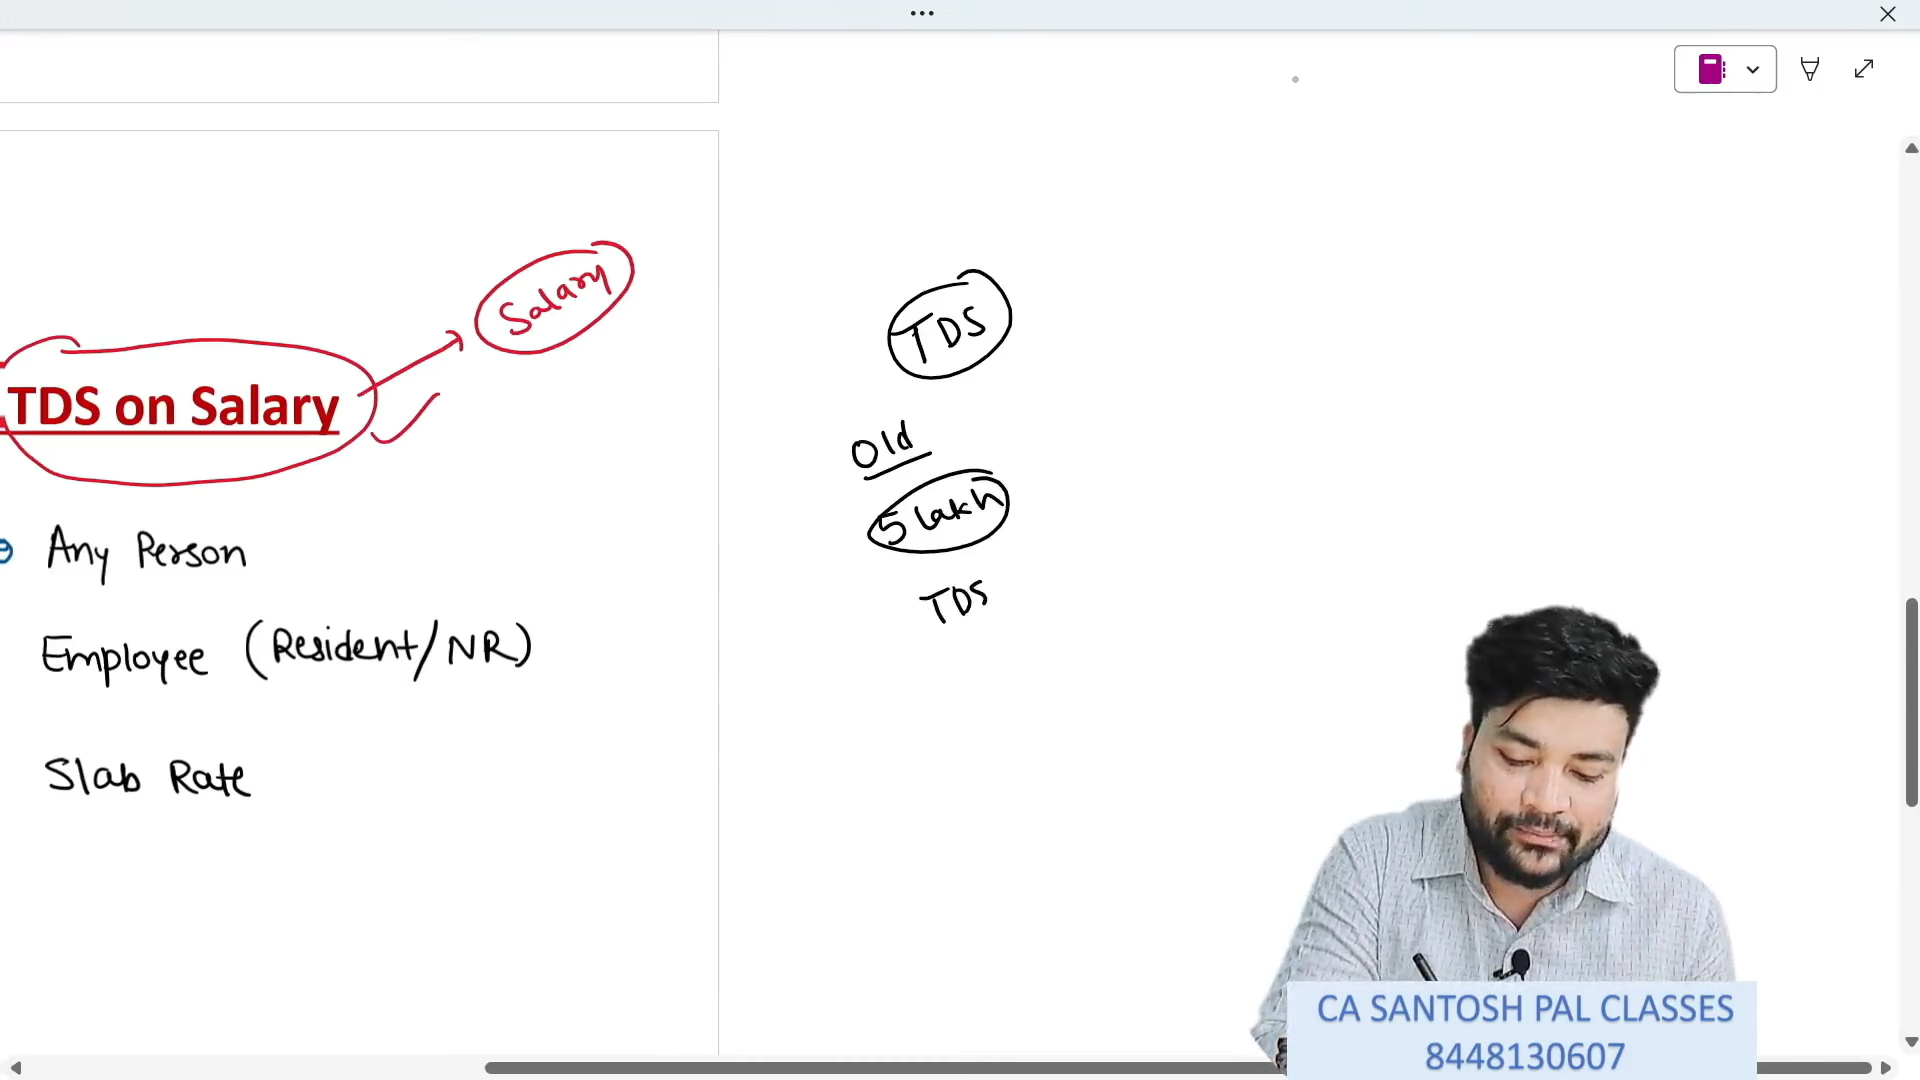 Salary
TDS on Salary
Any Person
Employee (Resident/NR)
Slab Rate
TDS
Old
5 Lakh
TDS
CA SANTOSH PAL CLASSES
8448130607